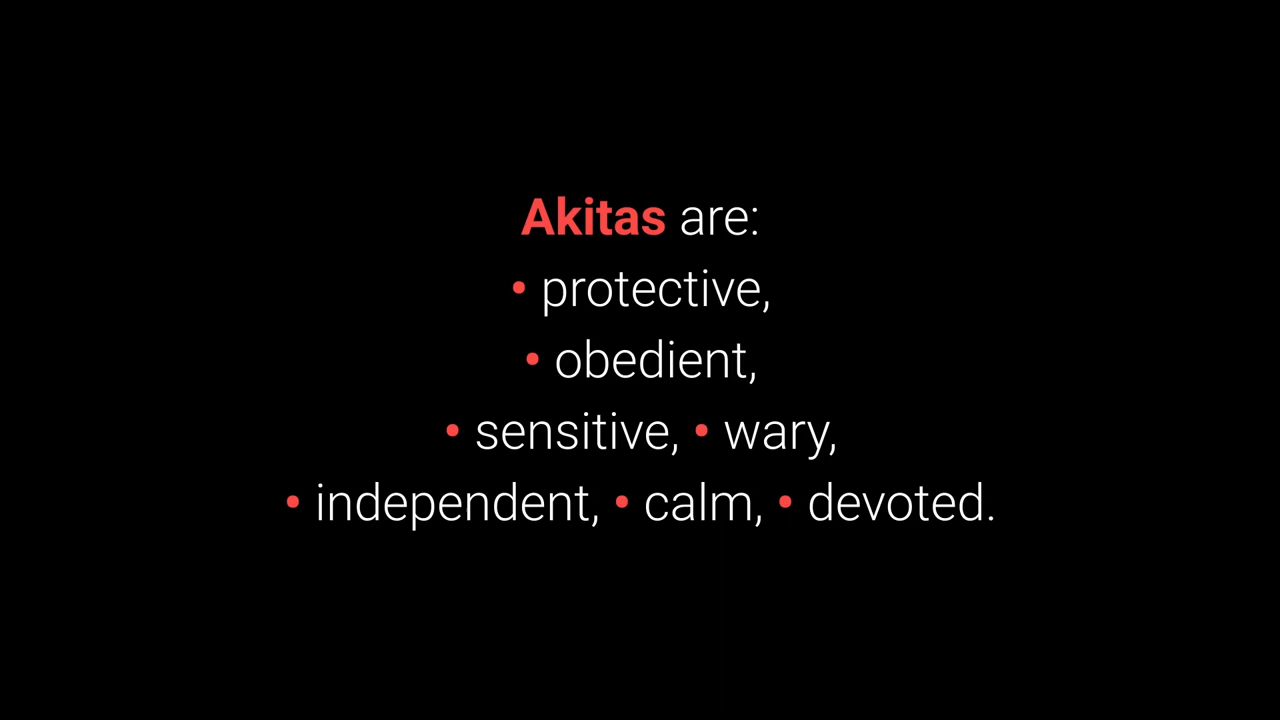 Akitas are:
• protective,
• obedient,
• sensitive, • wary,
• independent, • calm, • devoted.